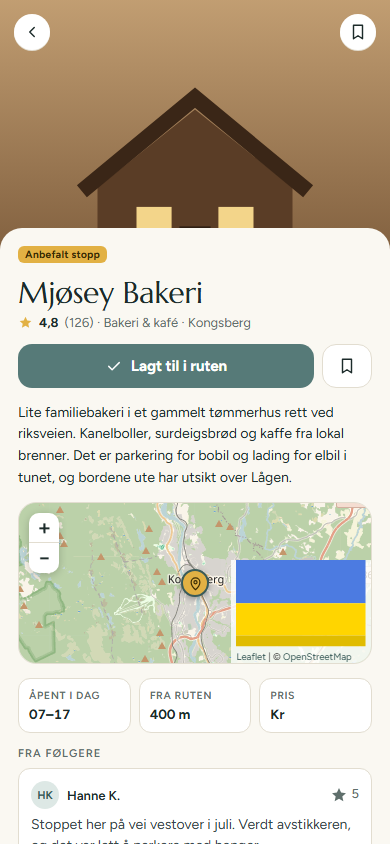 Anbefalt stopp
Mjøsey Bakeri
4,8 (126) · Bakeri & kafé · Kongsberg
Lagt til i ruten
Lite familiebakeri i et gammelt tømmerhus rett ved
riksveien. Kanelboller, surdeigsbrød og kaffe fra lokal
brenner. Det er parkering for bobil og lading for elbil i
tunet, og bordene ute har utsikt over Lågen.
+
−
Leaflet | © OpenStreetMap
ÅPENT I DAG
07–17
FRA RUTEN
400 m
PRIS
Kr
FRA FØLGERE
HK Hanne K. 5
Stoppet her på vei vestover i juli. Verdt avstikkeren,